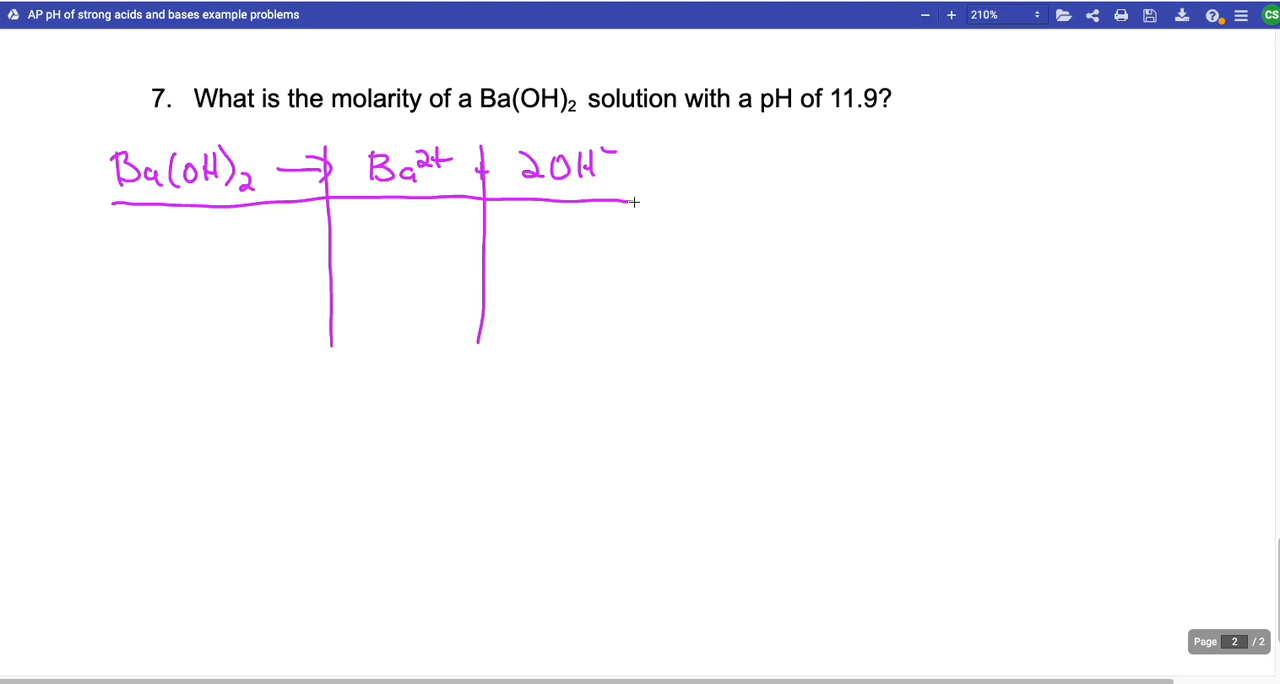 AP pH of strong acids and bases example problems
210%
CS
7. What is the molarity of a Ba(OH)₂ solution with a pH of 11.9?
Ba(OH)₂ → Ba²⁺ + 2OH⁻
Page 2 / 2